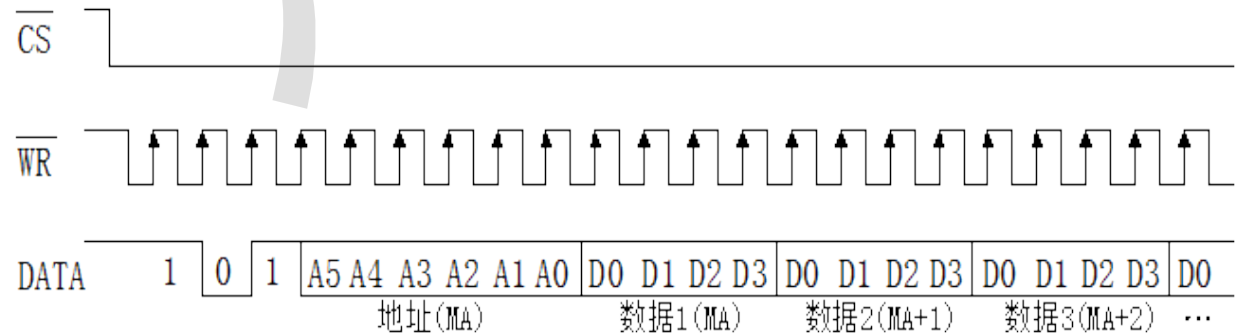 CS
WR
DATA 1 0 1 A5 A4 A3 A2 A1 A0 D0 D1 D2 D3 D0 D1 D2 D3 D0 D1 D2 D3 D0
地址(MA) 数据1(MA) 数据2(MA+1) 数据3(MA+2) ...